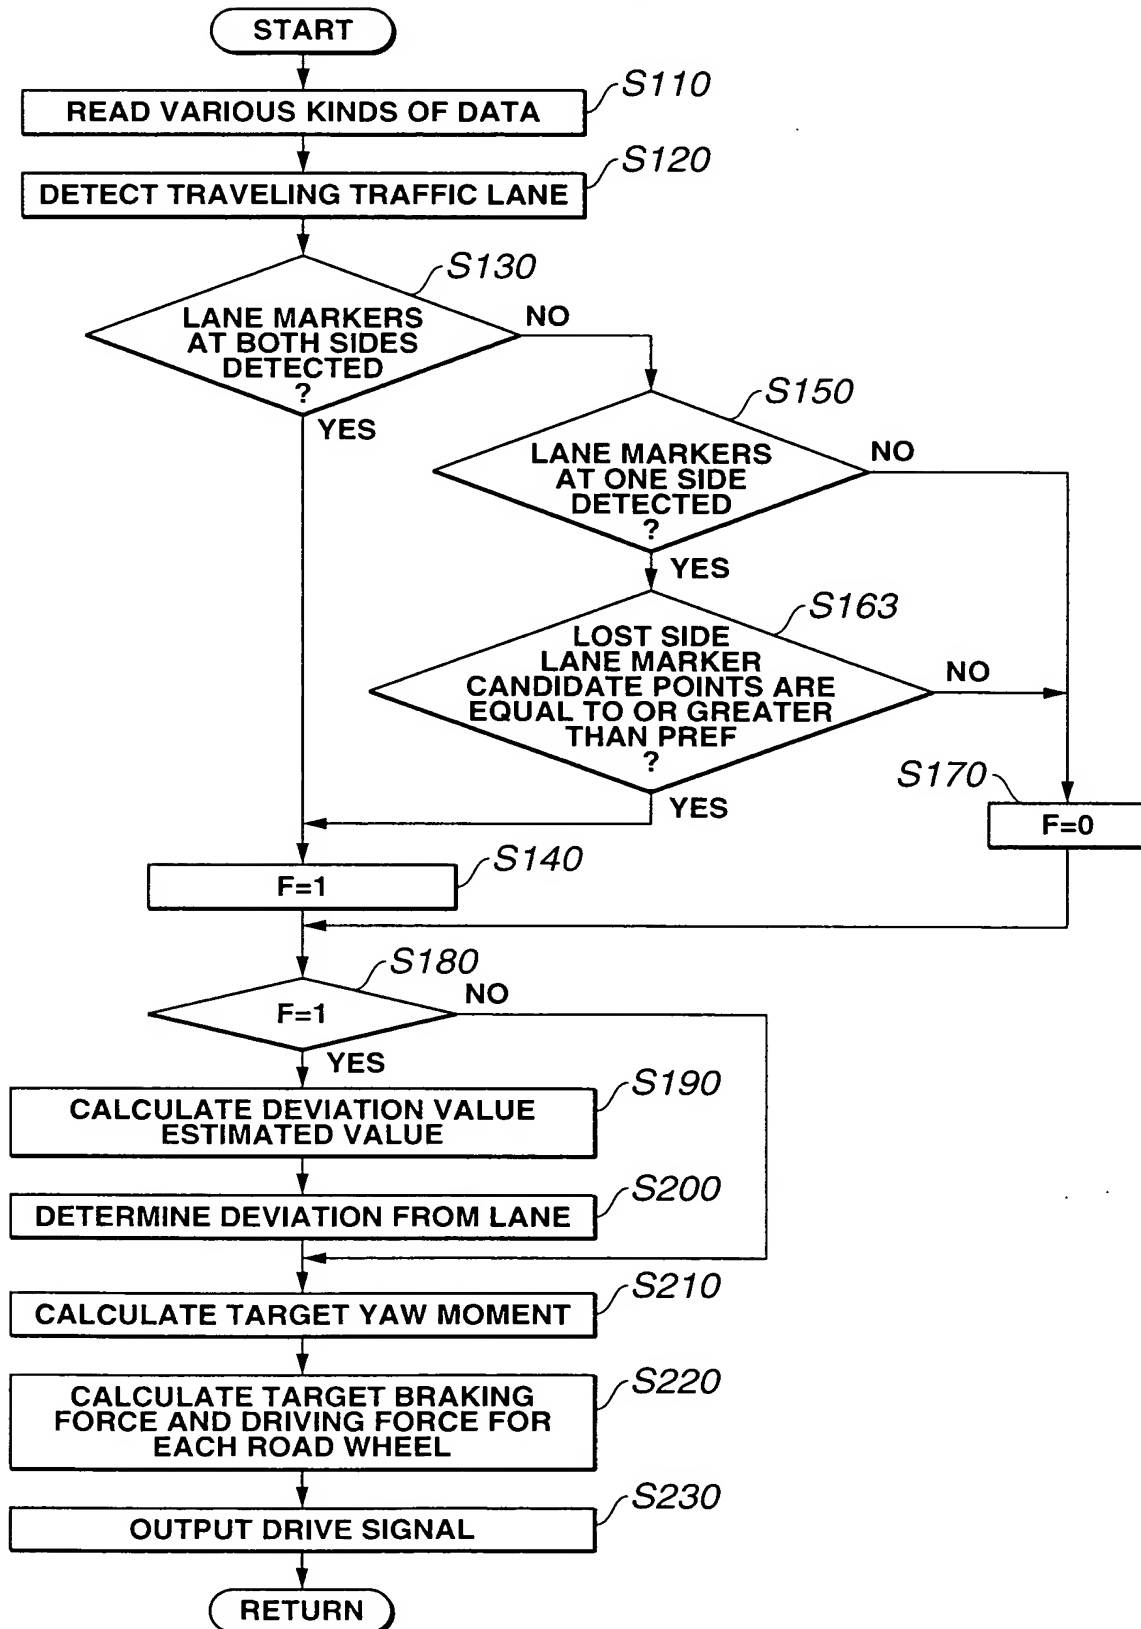 START
READ VARIOUS KINDS OF DATA
S110
DETECT TRAVELING TRAFFIC LANE
S120
S130
LANE MARKERS
AT BOTH SIDES
DETECTED
?
NO
YES
S150
LANE MARKERS
AT ONE SIDE
DETECTED
?
NO
YES
S163
LOST SIDE
LANE MARKER
CANDIDATE POINTS ARE
EQUAL TO OR GREATER
THAN PREF
?
NO
YES
S170
F=0
S140
F=1
S180
F=1
NO
YES
S190
CALCULATE DEVIATION VALUE
ESTIMATED VALUE
S200
DETERMINE DEVIATION FROM LANE
S210
CALCULATE TARGET YAW MOMENT
S220
CALCULATE TARGET BRAKING
FORCE AND DRIVING FORCE FOR
EACH ROAD WHEEL
S230
OUTPUT DRIVE SIGNAL
RETURN